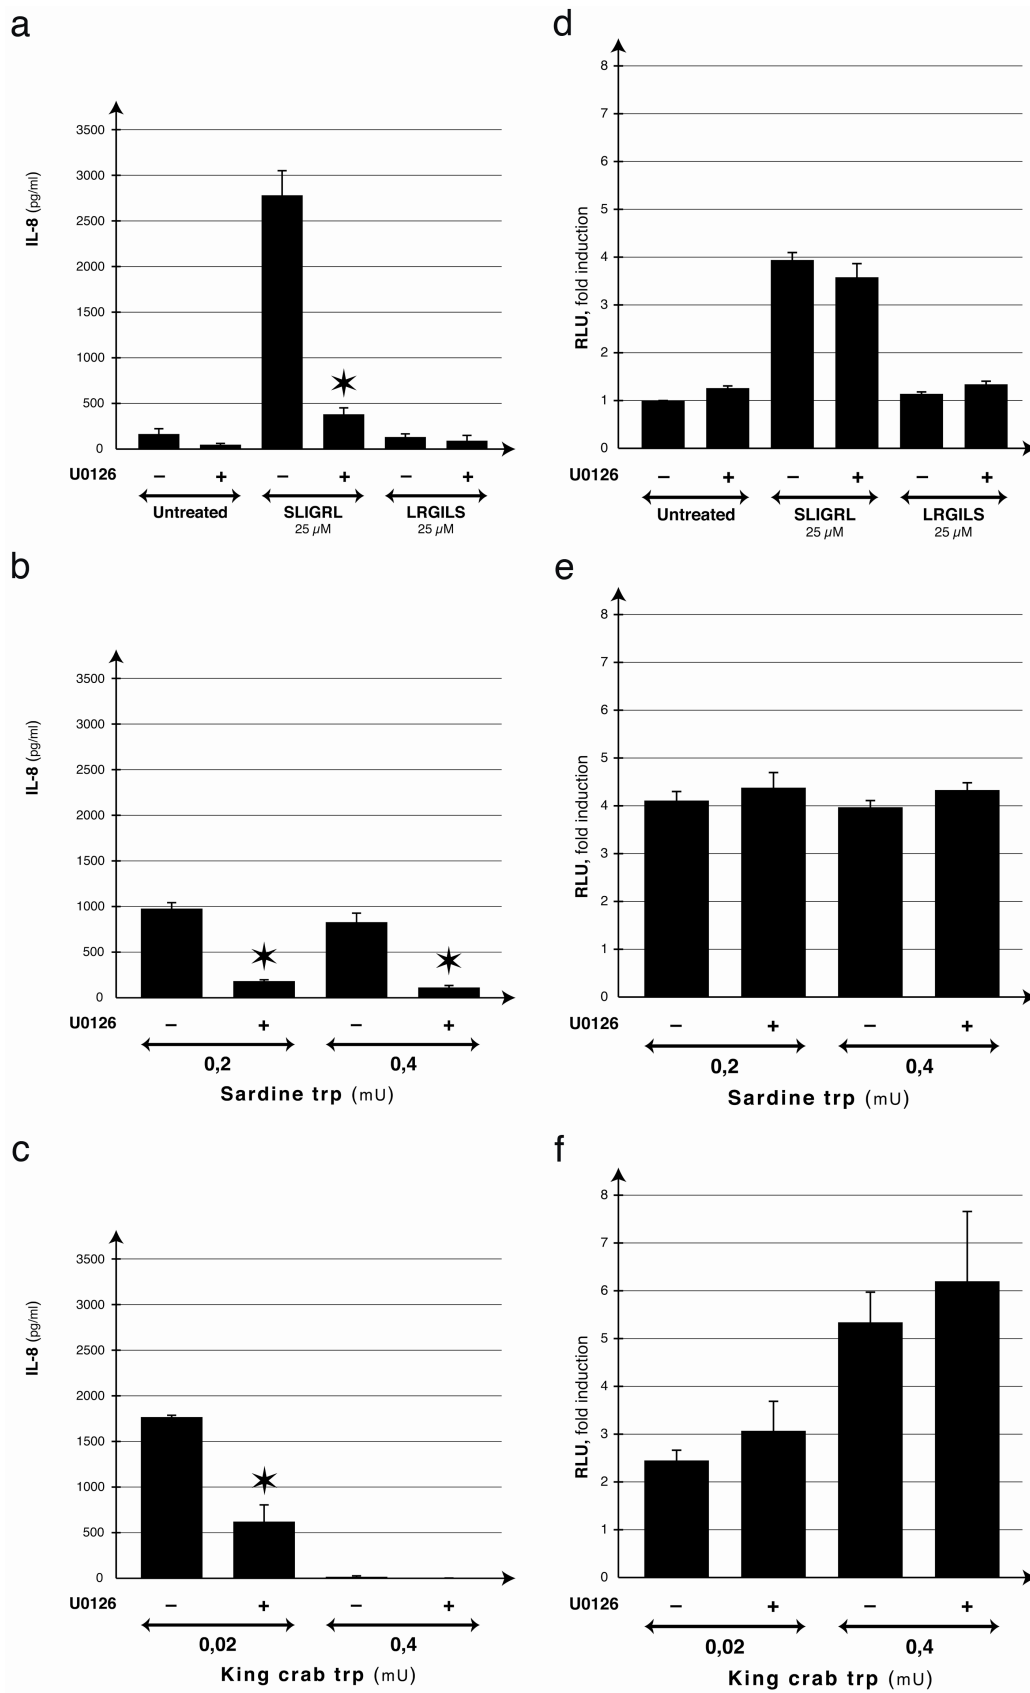 a
IL-8 (pg/ml)
3500
3000
2500
2000
1500
1000
500
0
U0126 – + – + – +
Untreated SLIGRL LRGILS
25 µM 25 µM
d
RLU, fold induction
8
7
6
5
4
3
2
1
0
U0126 – + – + – +
Untreated SLIGRL LRGILS
25 µM 25 µM
b
IL-8 (pg/ml)
3500
3000
2500
2000
1500
1000
500
0
U0126 – + – +
0,2 0,4
Sardine trp (mU)
e
RLU, fold induction
8
7
6
5
4
3
2
1
0
U0126 – + – +
0,2 0,4
Sardine trp (mU)
c
IL-8 (pg/ml)
3500
3000
2500
2000
1500
1000
500
0
U0126 – + – +
0,02 0,4
King crab trp (mU)
f
RLU, fold induction
8
7
6
5
4
3
2
1
0
U0126 – + – +
0,02 0,4
King crab trp (mU)